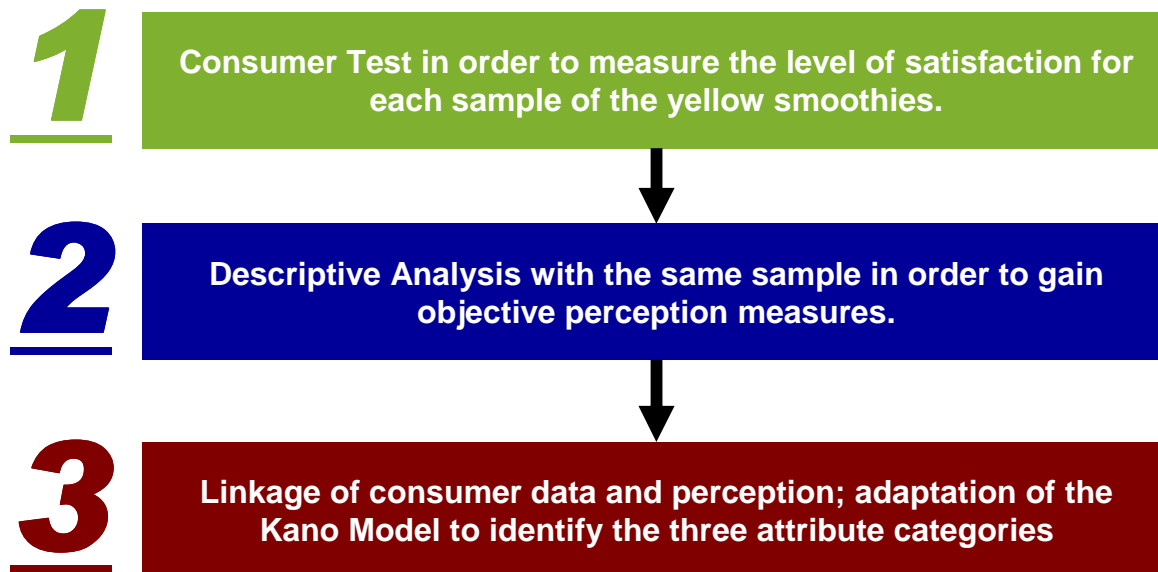 1
Consumer Test in order to measure the level of satisfaction for
each sample of the yellow smoothies.
2
Descriptive Analysis with the same sample in order to gain
objective perception measures.
3
Linkage of consumer data and perception; adaptation of the
Kano Model to identify the three attribute categories